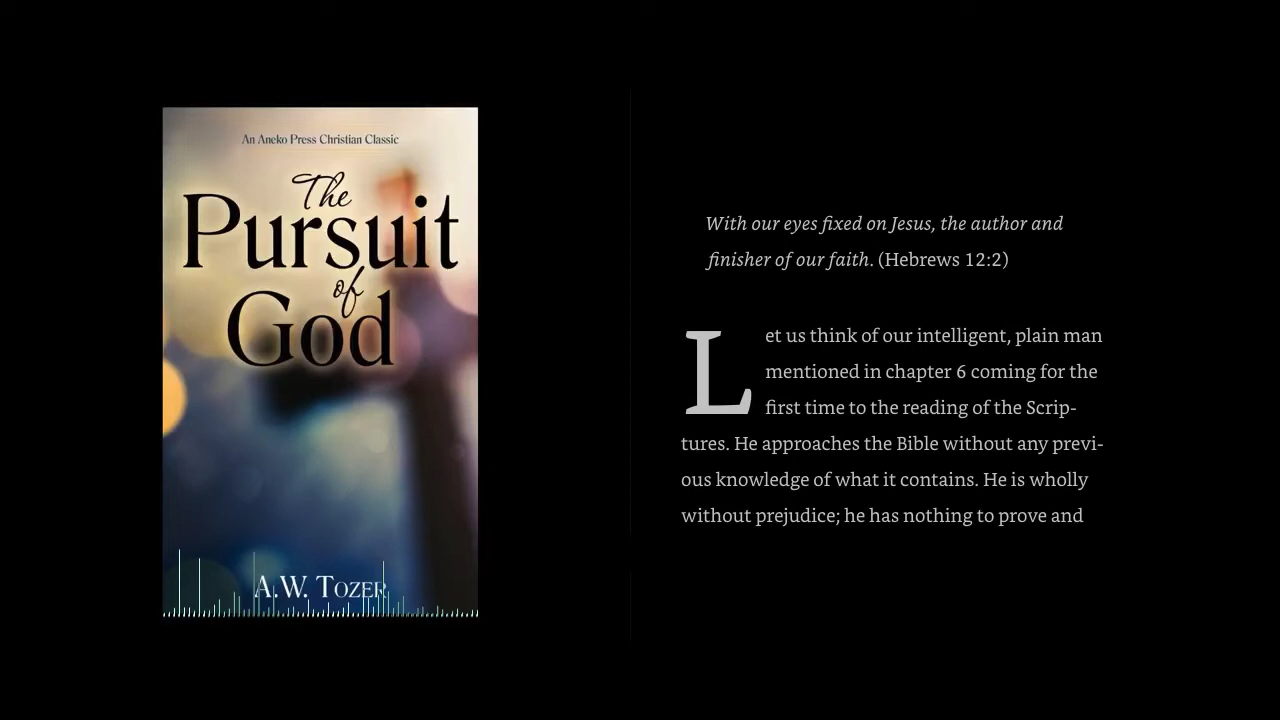 An Aneko Press Christian Classic
The
Pursuit
of
God
A.W. Tozer
With our eyes fixed on Jesus, the author and
finisher of our faith. (Hebrews 12:2)
Let us think of our intelligent, plain man
mentioned in chapter 6 coming for the
first time to the reading of the Scrip-
tures. He approaches the Bible without any previ-
ous knowledge of what it contains. He is wholly
without prejudice; he has nothing to prove and